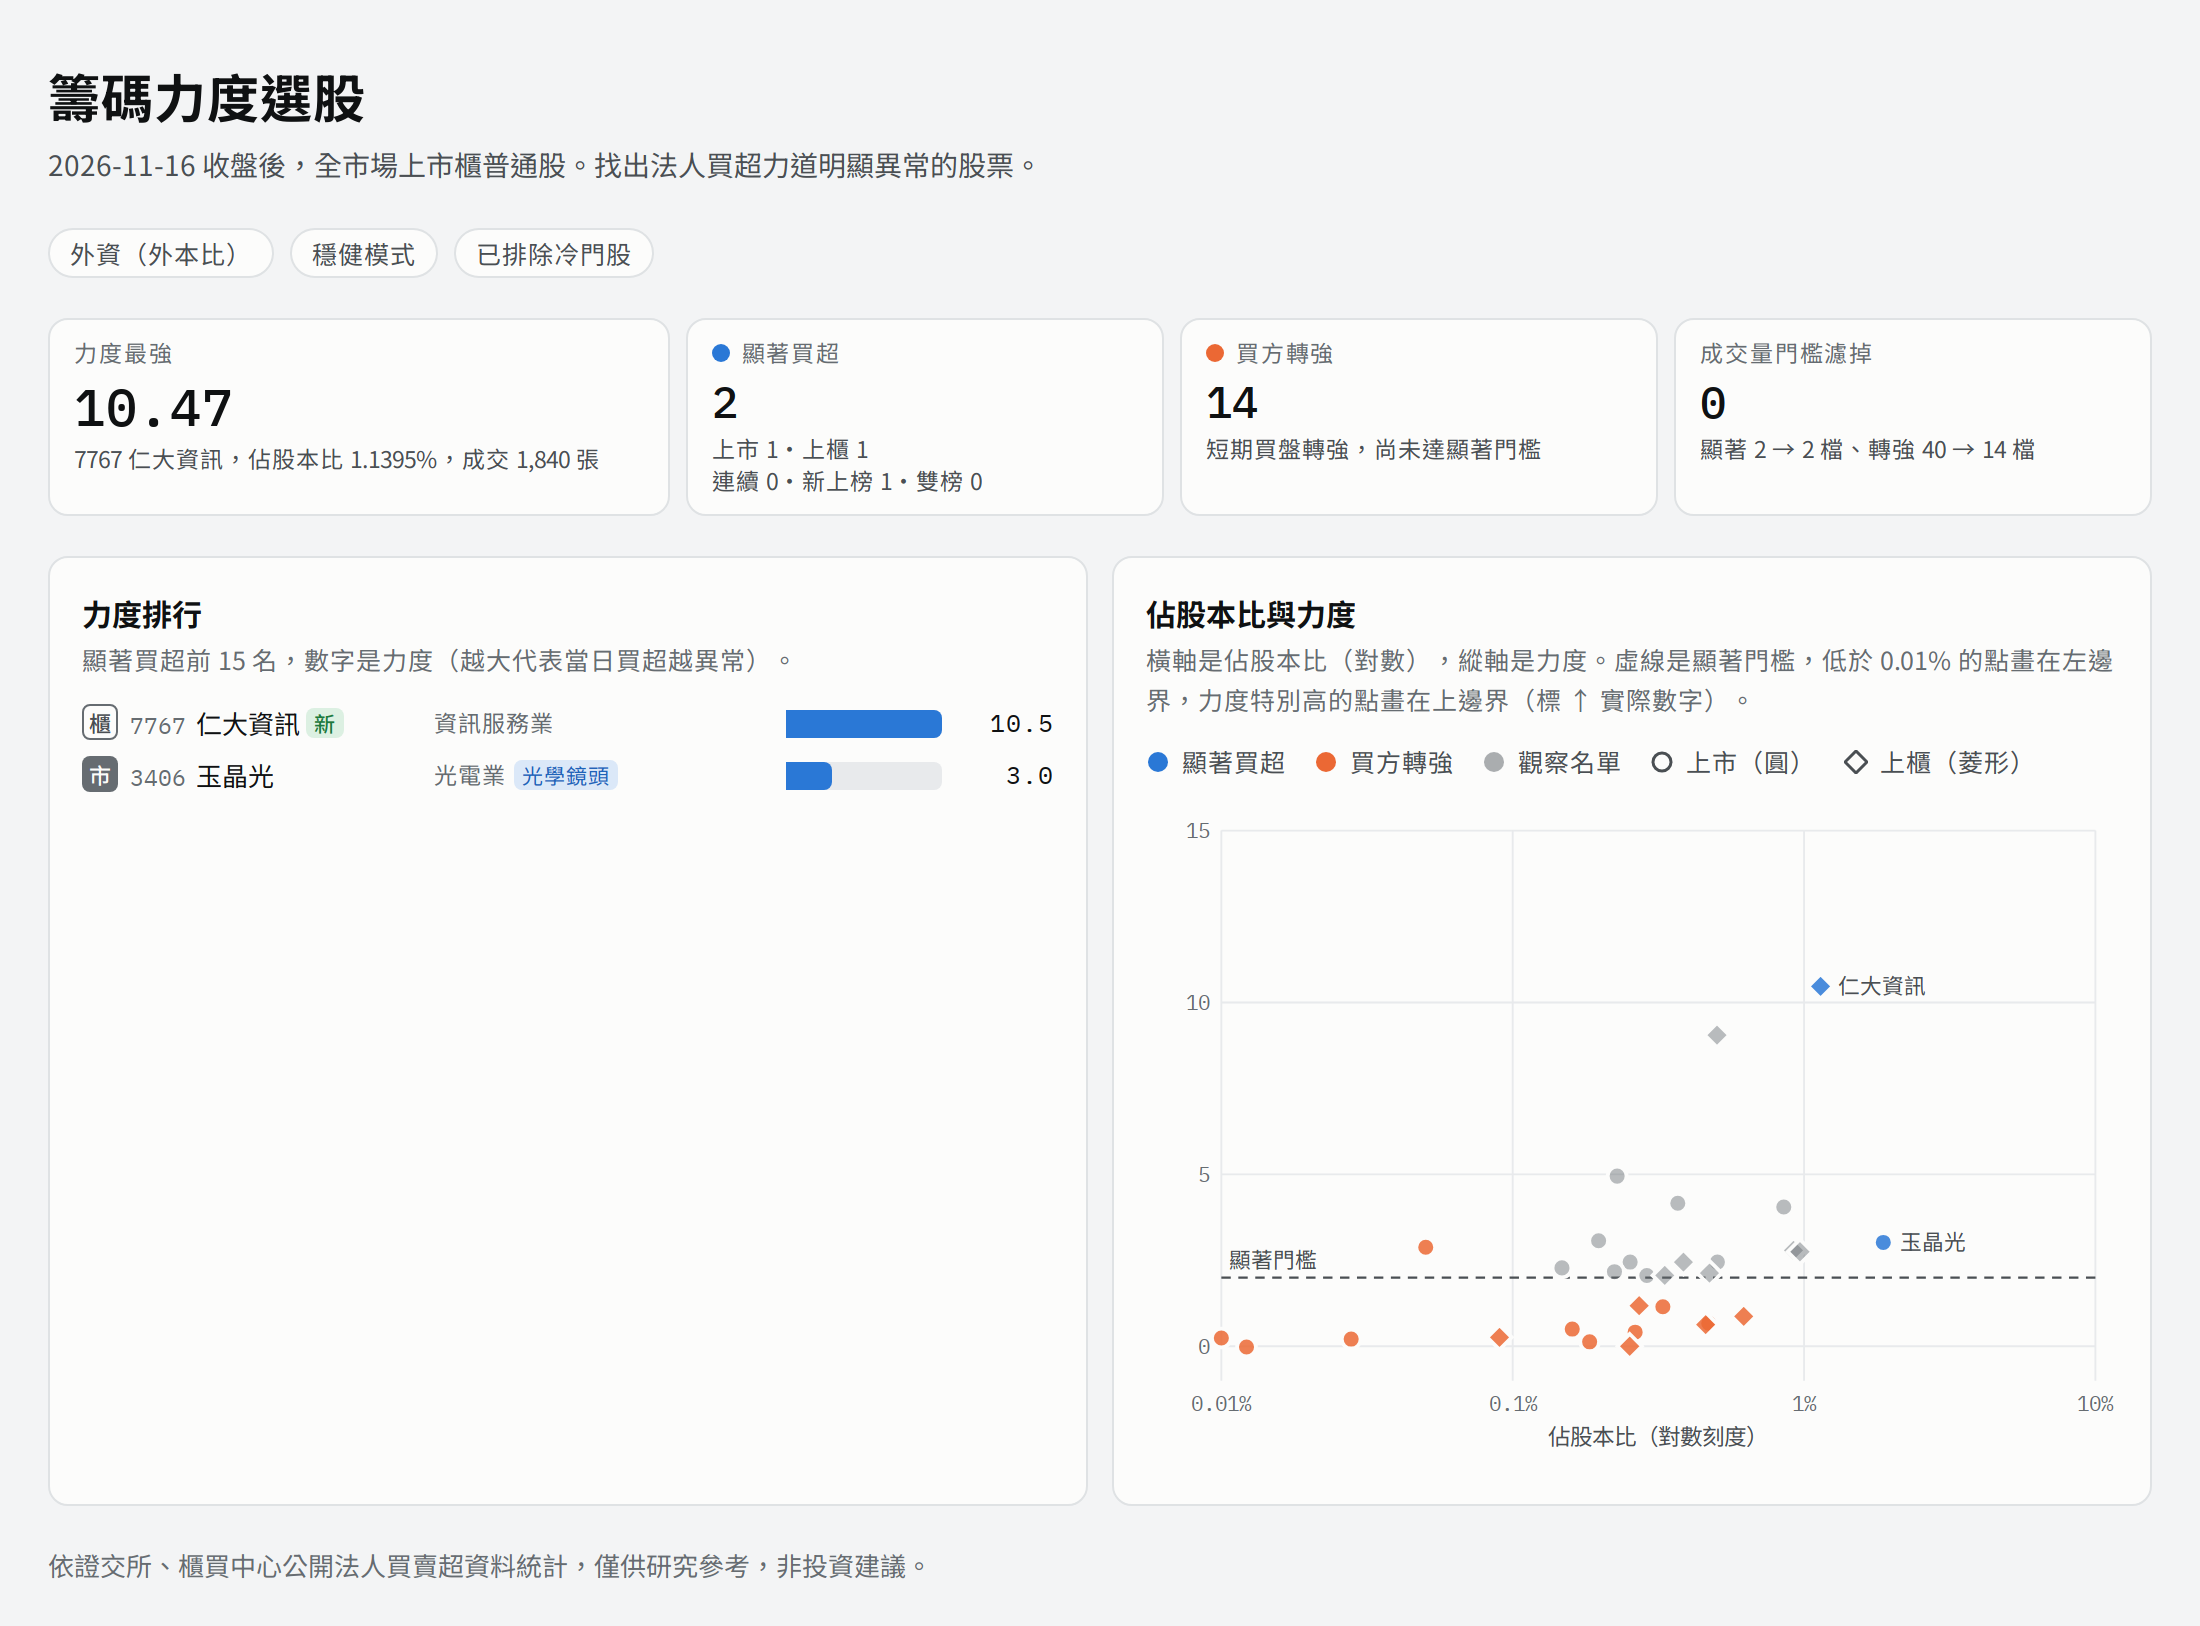 籌碼力度選股
2026-11-16 收盤後，全市場上市櫃普通股。找出法人買超力道明顯異常的股票。
外資（外本比）
穩健模式
已排除冷門股
力度最強
10.47
7767 仁大資訊，佔股本比 1.1395%，成交 1,840 張
顯著買超
2
上市 1・上櫃 1
連續 0・新上榜 1・雙榜 0
買方轉強
14
短期買盤轉強，尚未達顯著門檻
成交量門檻濾掉
0
顯著 2 → 2 檔、轉強 40 → 14 檔
力度排行
顯著買超前 15 名，數字是力度（越大代表當日買超越異常）。
櫃 7767 仁大資訊 新 資訊服務業 10.5
市 3406 玉晶光 光電業 光學鏡頭 3.0
佔股本比與力度
橫軸是佔股本比（對數），縱軸是力度。虛線是顯著門檻，低於 0.01% 的點畫在左邊
界，力度特別高的點畫在上邊界（標 ↑ 實際數字）。
顯著買超 買方轉強 觀察名單 上市（圓） 上櫃（菱形）
15
仁大資訊
10
5
玉晶光
顯著門檻
0
0.01% 0.1% 1% 10%
佔股本比（對數刻度）
依證交所、櫃買中心公開法人買賣超資料統計，僅供研究參考，非投資建議。